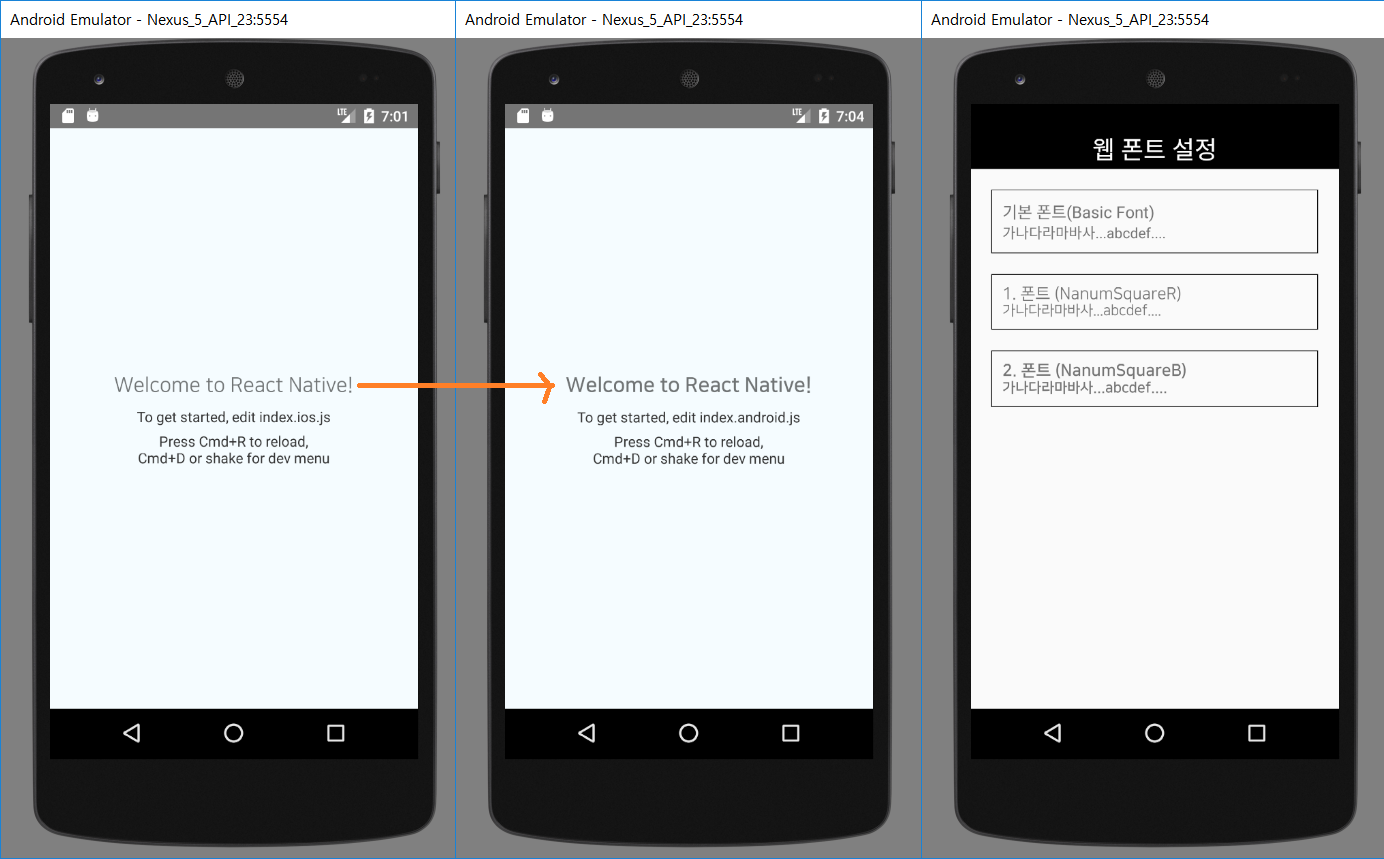 Android Emulator - Nexus_5_API_23:5554
LTE 7:01
Welcome to React Native!
To get started, edit index.ios.js
Press Cmd+R to reload,
Cmd+D or shake for dev menu
Android Emulator - Nexus_5_API_23:5554
LTE 7:04
Welcome to React Native!
To get started, edit index.android.js
Press Cmd+R to reload,
Cmd+D or shake for dev menu
Android Emulator - Nexus_5_API_23:5554
웹 폰트 설정
기본 폰트(Basic Font)
가나다라마바사...abcdef....
1. 폰트 (NanumSquareR)
가나다라마바사...abcdef....
2. 폰트 (NanumSquareB)
가나다라마바사...abcdef....